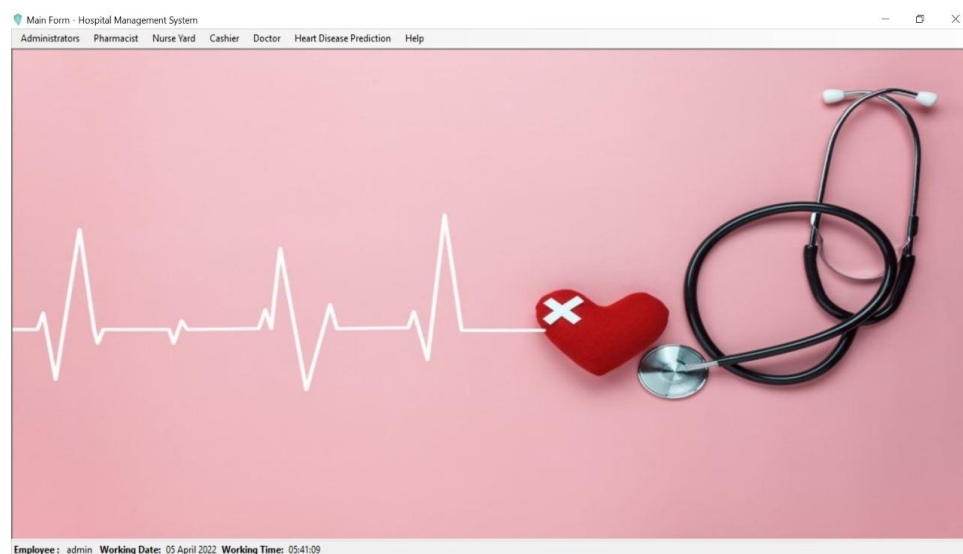 Main Form - Hospital Management System
Administrators Pharmacist Nurse Yard Cashier Doctor Heart Disease Prediction Help
Employee : admin Working Date: 05 April 2022 Working Time: 05:41:09